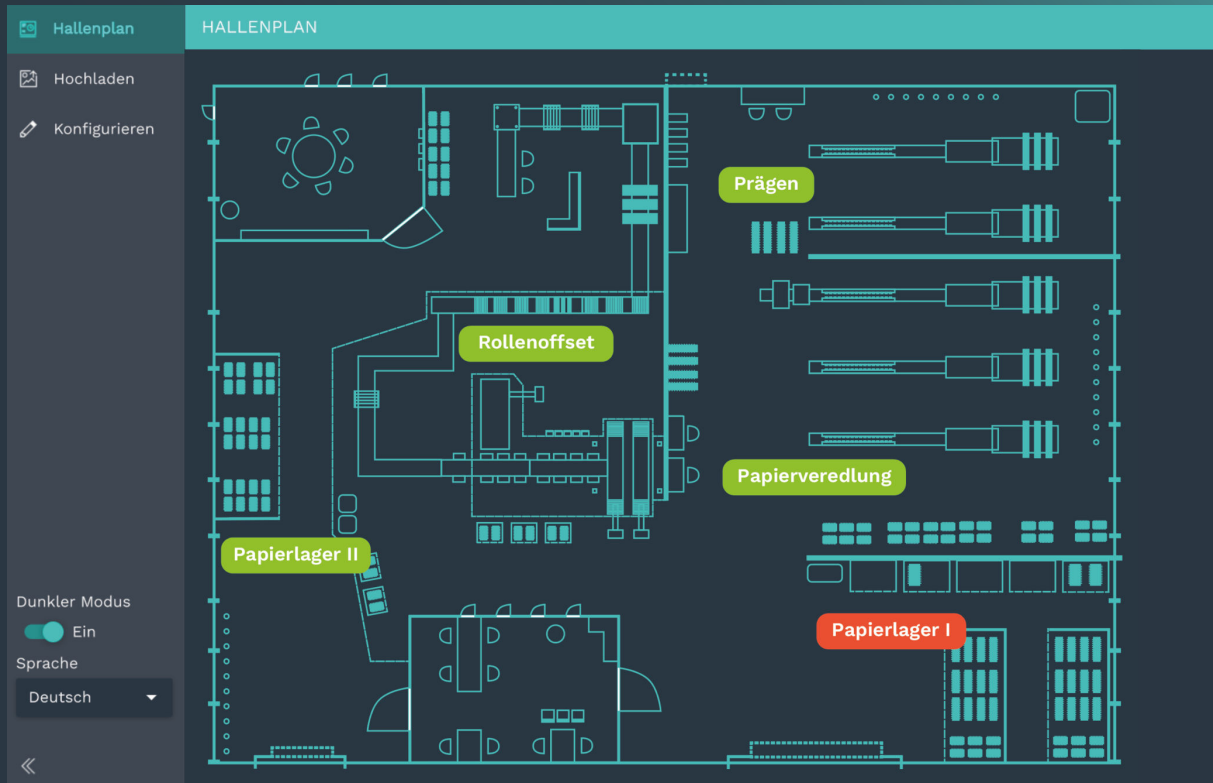 Hallenplan
HALLENPLAN
Hochladen
Konfigurieren
Prägen
Rollenoffset
Papierveredlung
Papierlager II
Papierlager I
Dunkler Modus
Ein
Sprache
Deutsch